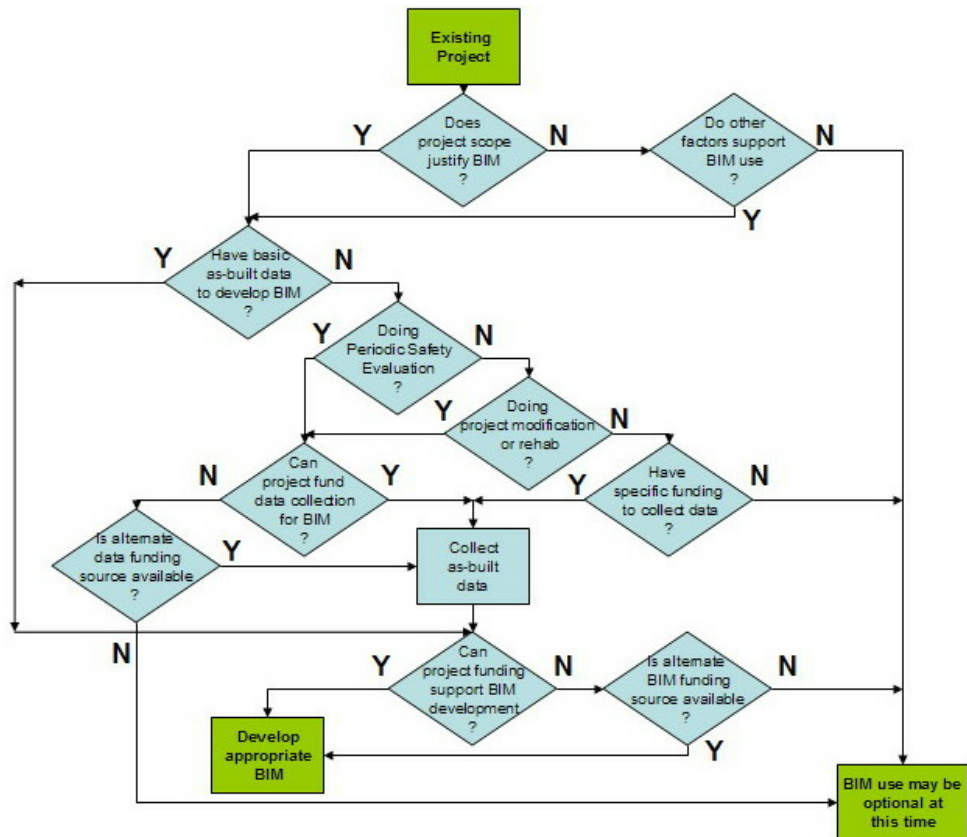 Existing
Project
Y
Does
project scope
justify BIM
?
N
Do other
factors support
BIM use
?
N
Y
Y
Have basic
as-built data
to develop BIM
?
N
Y
Doing
Periodic Safety
Evaluation
?
N
Y
Doing
project modification
or rehab
?
N
N
Can
project fund
data collection
for BIM
?
Y
Y
Have
specific funding
to collect data
?
N
Is alternate
data funding
source available
?
Y
Collect
as-built
data
N
Y
Can
project funding
support BIM
development
?
N
Is alternate
BIM funding
source available
?
N
Y
Develop
appropriate
BIM
BIM use may be
optional at
this time